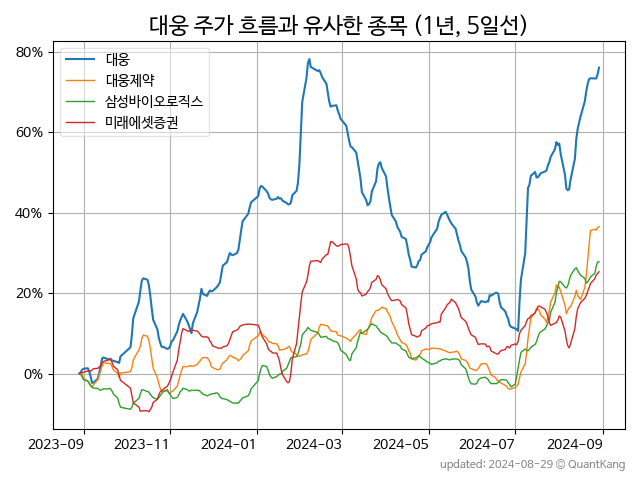 대웅 주가 흐름과 유사한 종목 (1년, 5일선)
80%
60%
40%
20%
0%
대웅
대웅제약
삼성바이오로직스
미래에셋증권
2023-09 2023-11 2024-01 2024-03 2024-05 2024-07 2024-09
updated: 2024-08-29 © QuantKang